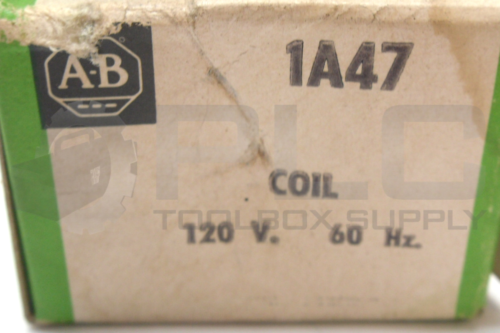 A-B
1A47
PLC
TOOLBOX SUPPLY
COIL
120 V. 60 Hz.